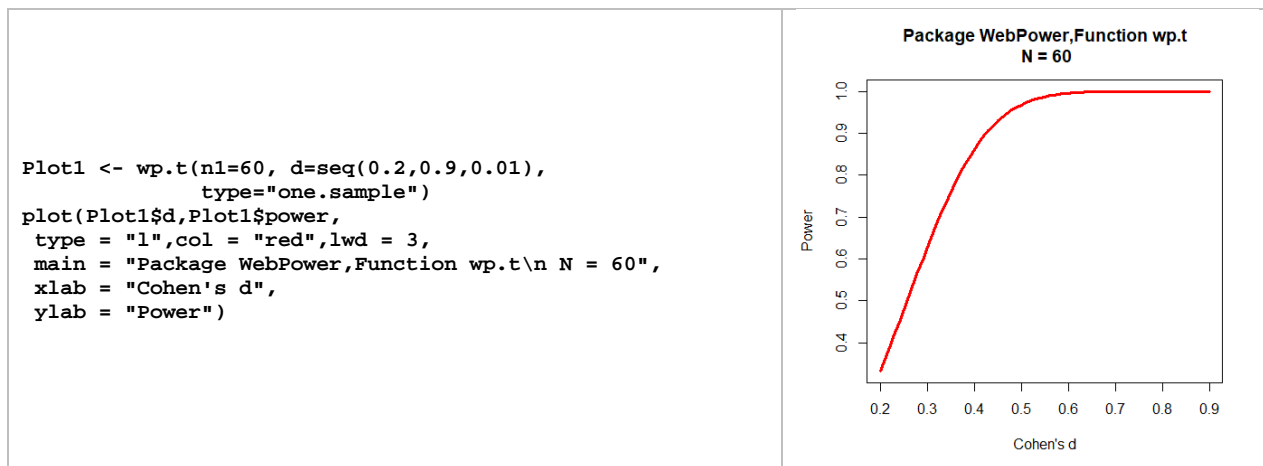 Plot1 <- wp.t(n1=60, d=seq(0.2,0.9,0.01),
type="one.sample")
plot(Plot1$d,Plot1$power,
type = "l",col = "red",lwd = 3,
main = "Package WebPower,Function wp.t\n N = 60",
xlab = "Cohen's d",
ylab = "Power")
Package WebPower,Function wp.t
N = 60
1.0
0.9
0.8
0.7
0.6
0.5
0.4
Power
0.2 0.3 0.4 0.5 0.6 0.7 0.8 0.9
Cohen's d